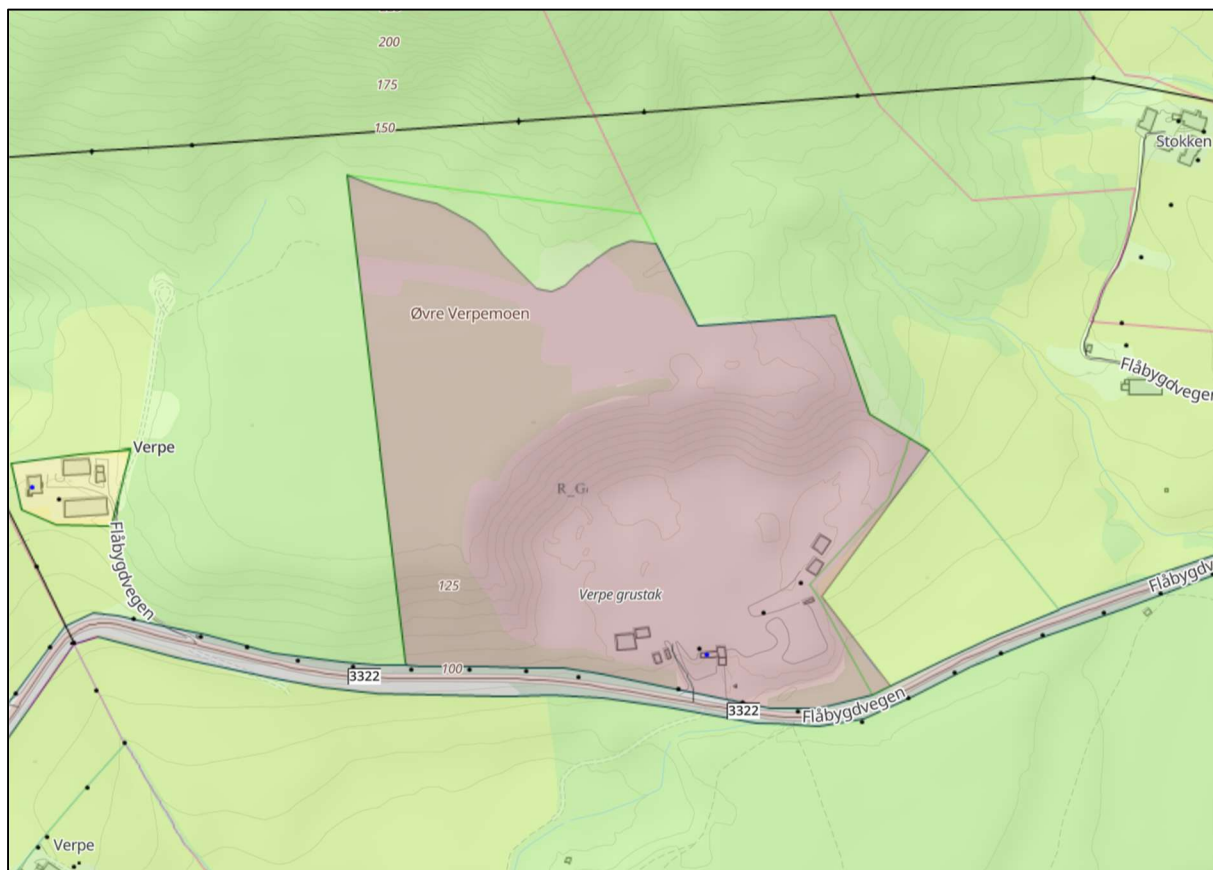 200
175
150
Stokken
Øvre Verpemoen
Flåbygdvegen
Verpe
R_G
125
Verpe grustak
Flåbygdvegen
Flåbygdv
100
3322
3322
Flåbygdvegen
Verpe